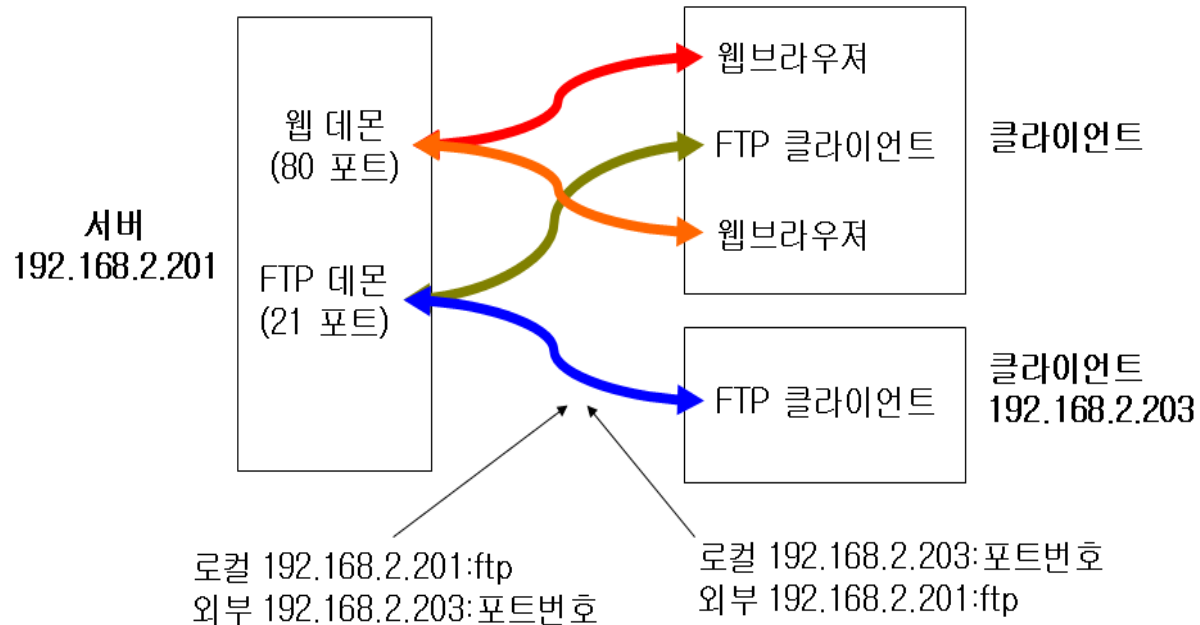 서버
192.168.2.201
웹 데몬
(80 포트)
FTP 데몬
(21 포트)
웹브라우져
FTP 클라이언트
웹브라우져
클라이언트
FTP 클라이언트
클라이언트
192.168.2.203
로컬 192.168.2.201:ftp
외부 192.168.2.203:포트번호
로컬 192.168.2.203:포트번호
외부 192.168.2.201:ftp